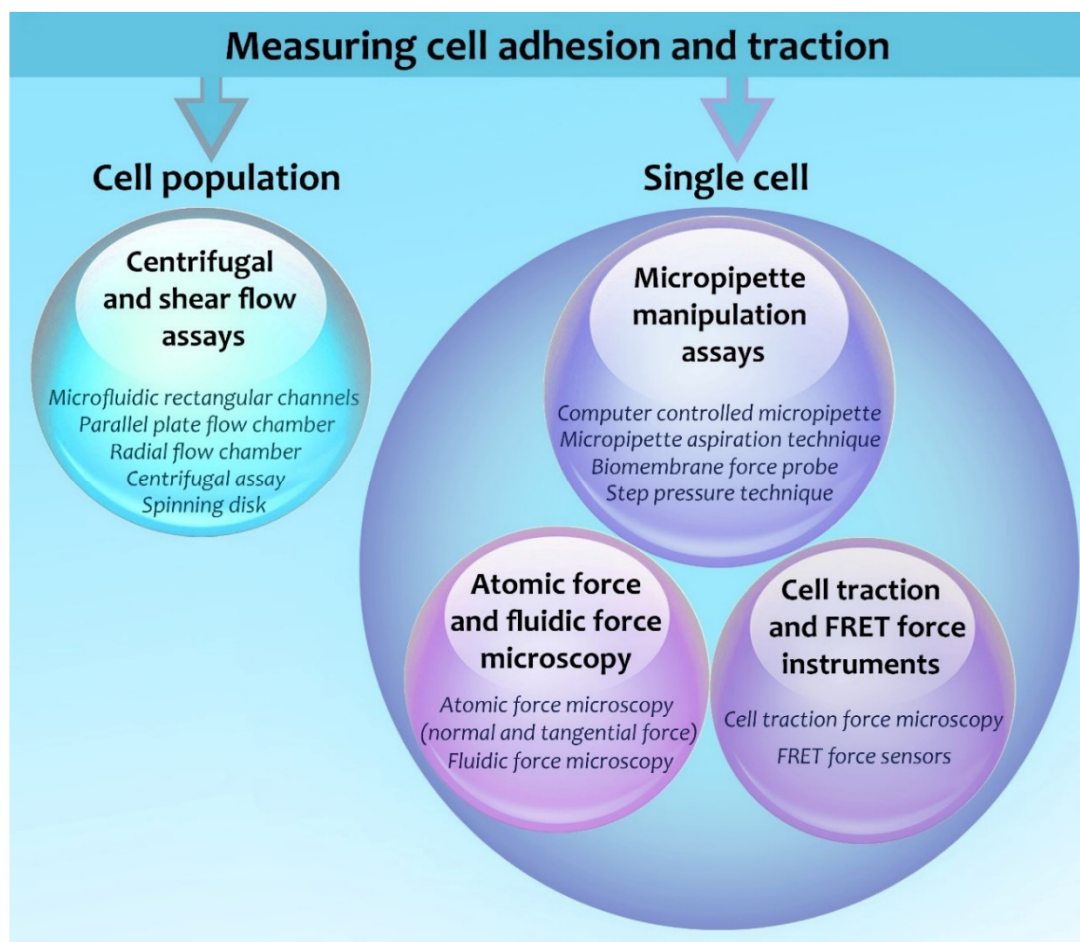 Measuring cell adhesion and traction
Cell population
Centrifugal
and shear flow
assays
Microfluidic rectangular channels
Parallel plate flow chamber
Radial flow chamber
Centrifugal assay
Spinning disk
Single cell
Micropipette
manipulation
assays
Computer controlled micropipette
Micropipette aspiration technique
Biomembrane force probe
Step pressure technique
Atomic force
and fluidic force
microscopy
Atomic force microscopy
(normal and tangential force)
Fluidic force microscopy
Cell traction
and FRET force
instruments
Cell traction force microscopy
FRET force sensors